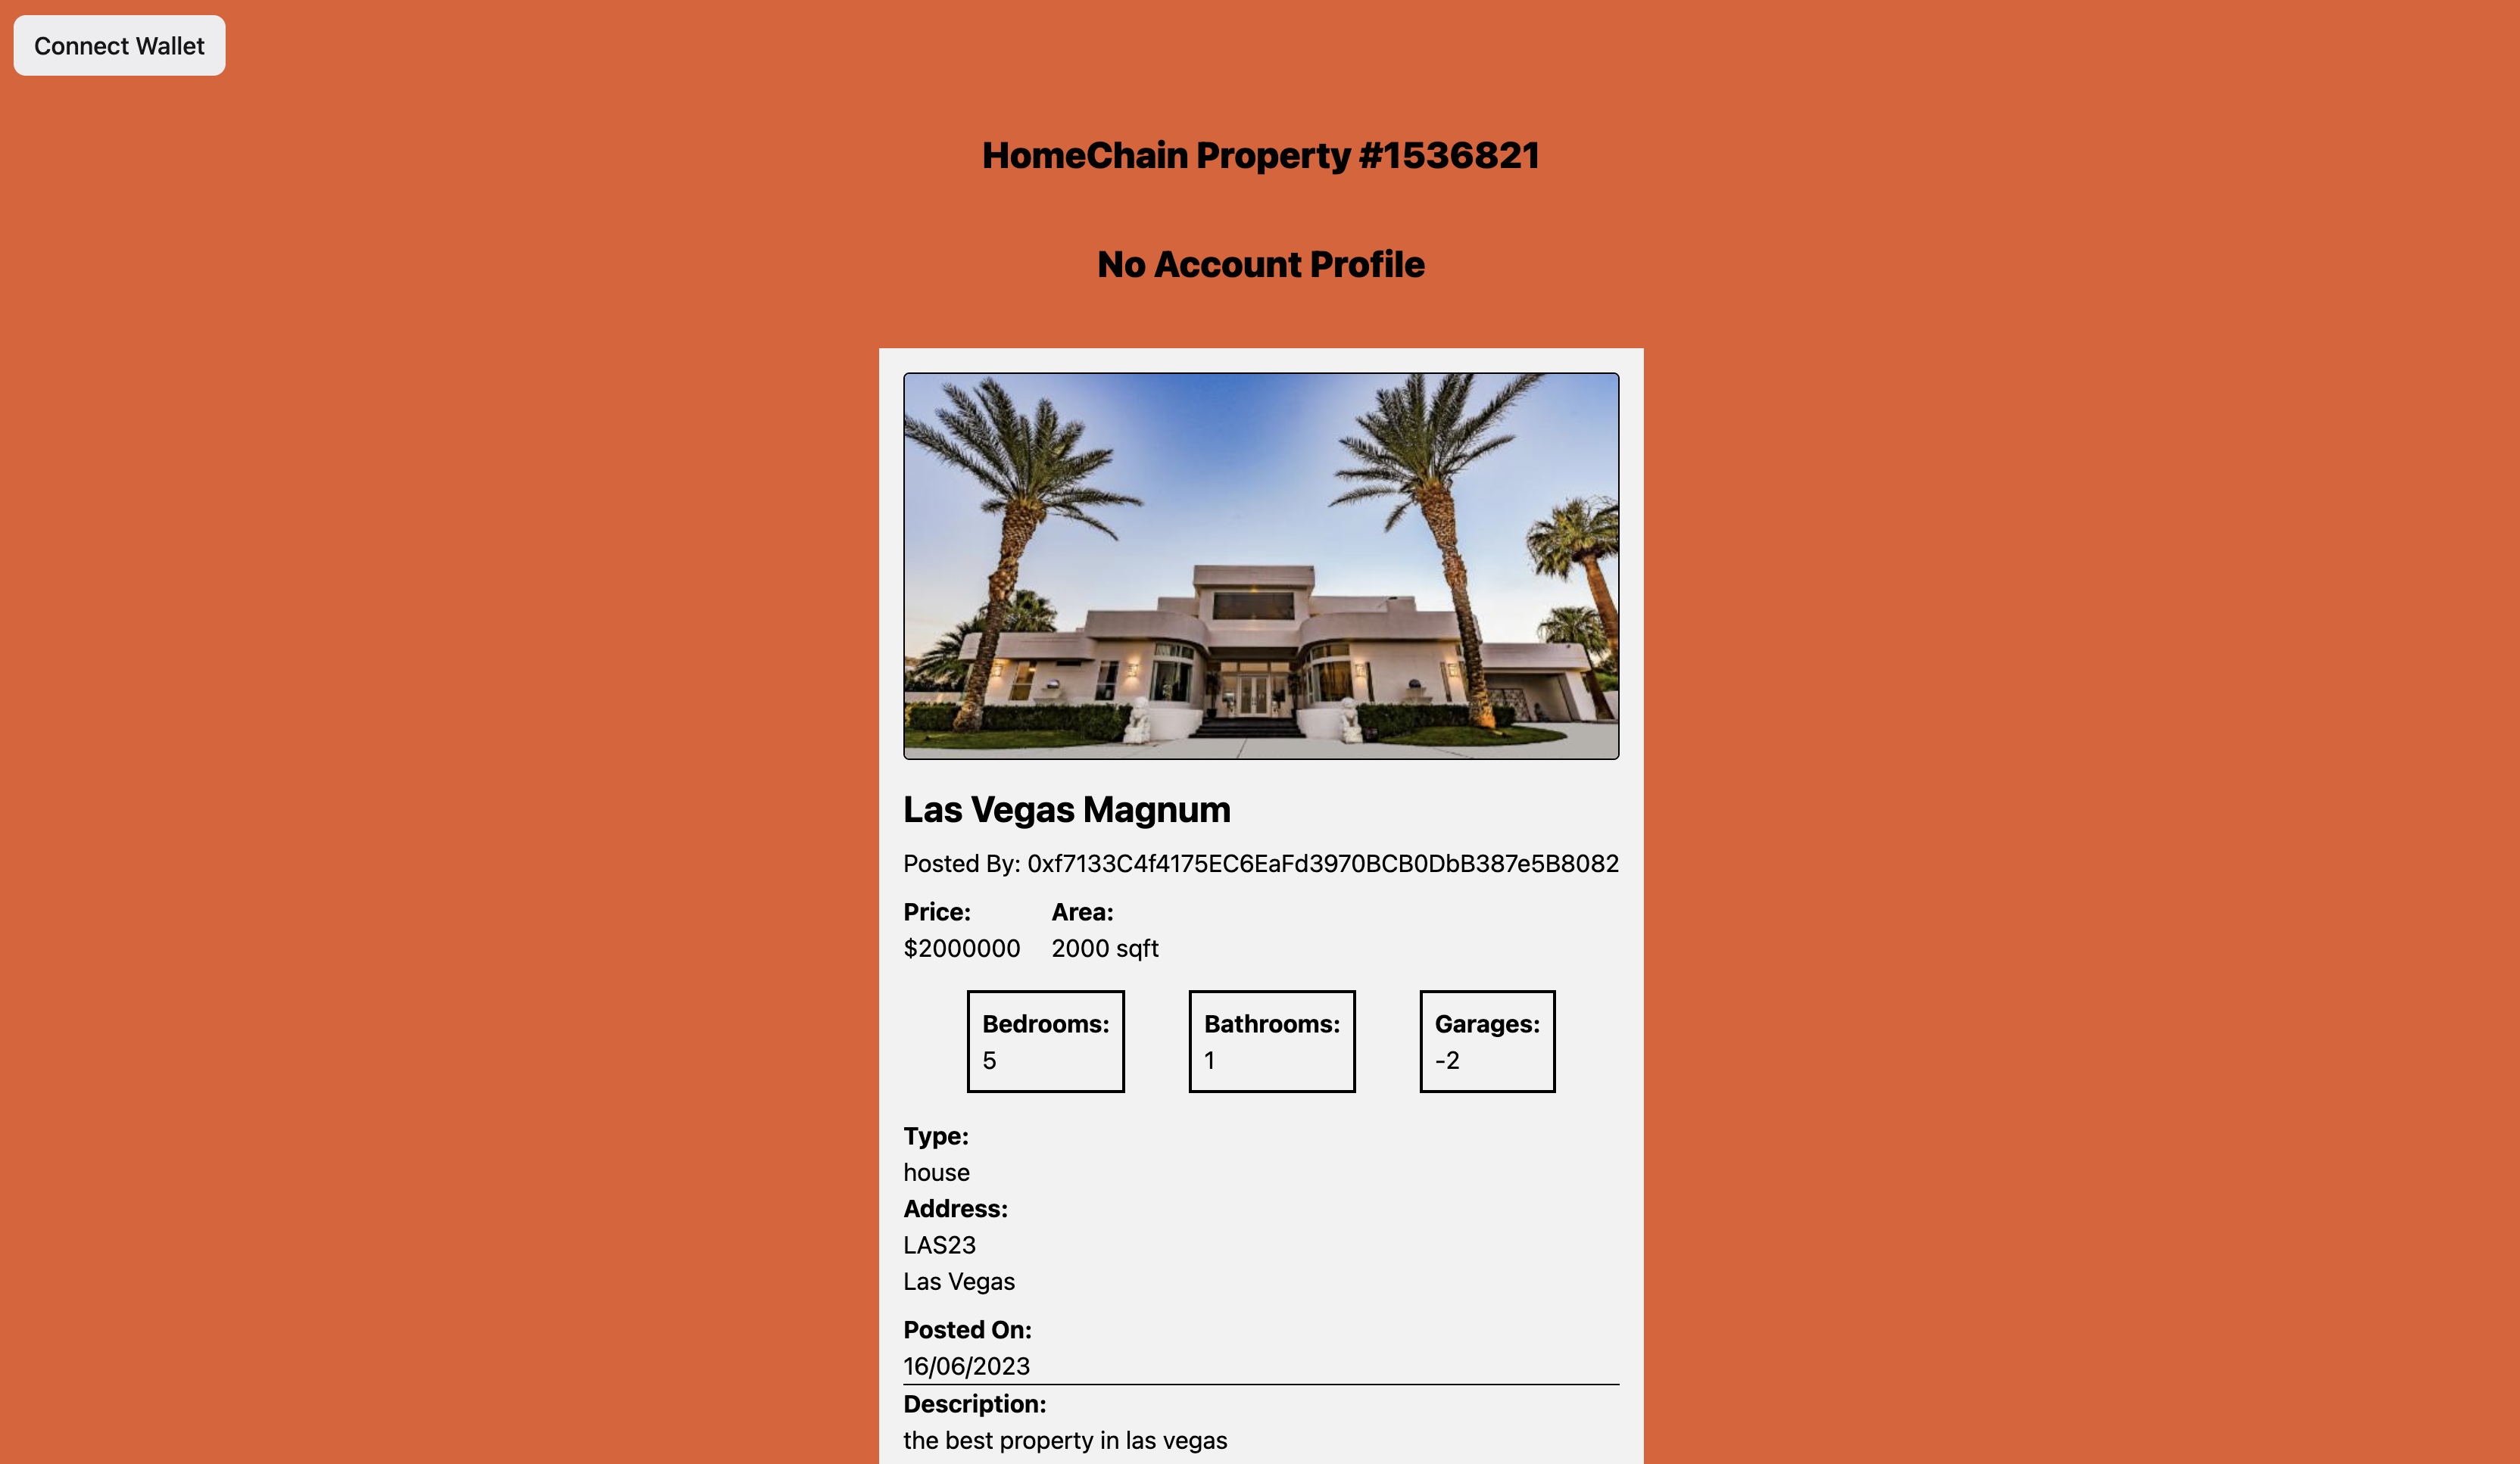 Connect Wallet
HomeChain Property #1536821
No Account Profile
Las Vegas Magnum
Posted By: 0xf7133C4f4175EC6EaFd3970BCB0DbB387e5B8082
Price: Area:
$2000000 2000 sqft
Bedrooms: Bathrooms: Garages:
5 1 -2
Type:
house
Address:
LAS23
Las Vegas
Posted On:
16/06/2023
Description:
the best property in las vegas